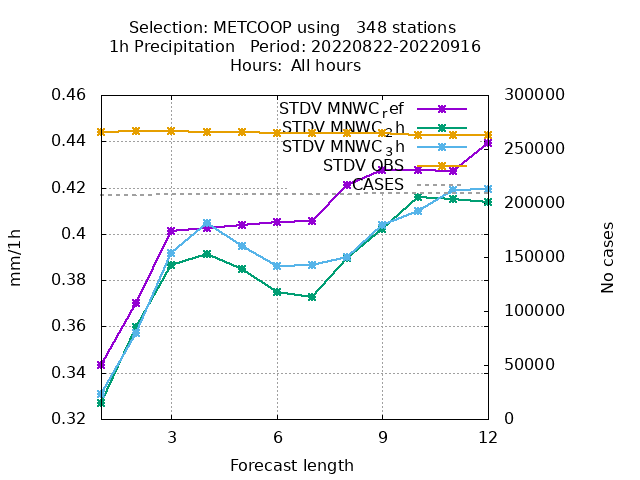 Selection: METCOOP using   348 stations
1h Precipitation   Period: 20220822-20220916
Hours:  All hours
0.46 300000
STDV MNWC_ref
STDV MNWC_2h
STDV MNWC_3h
STDV OBS
CASES
0.44 250000
0.42 200000
0.4 150000
0.38 100000
0.36 50000
0.34 0
0.32
mm/1h
No cases
3 6 9 12
Forecast length